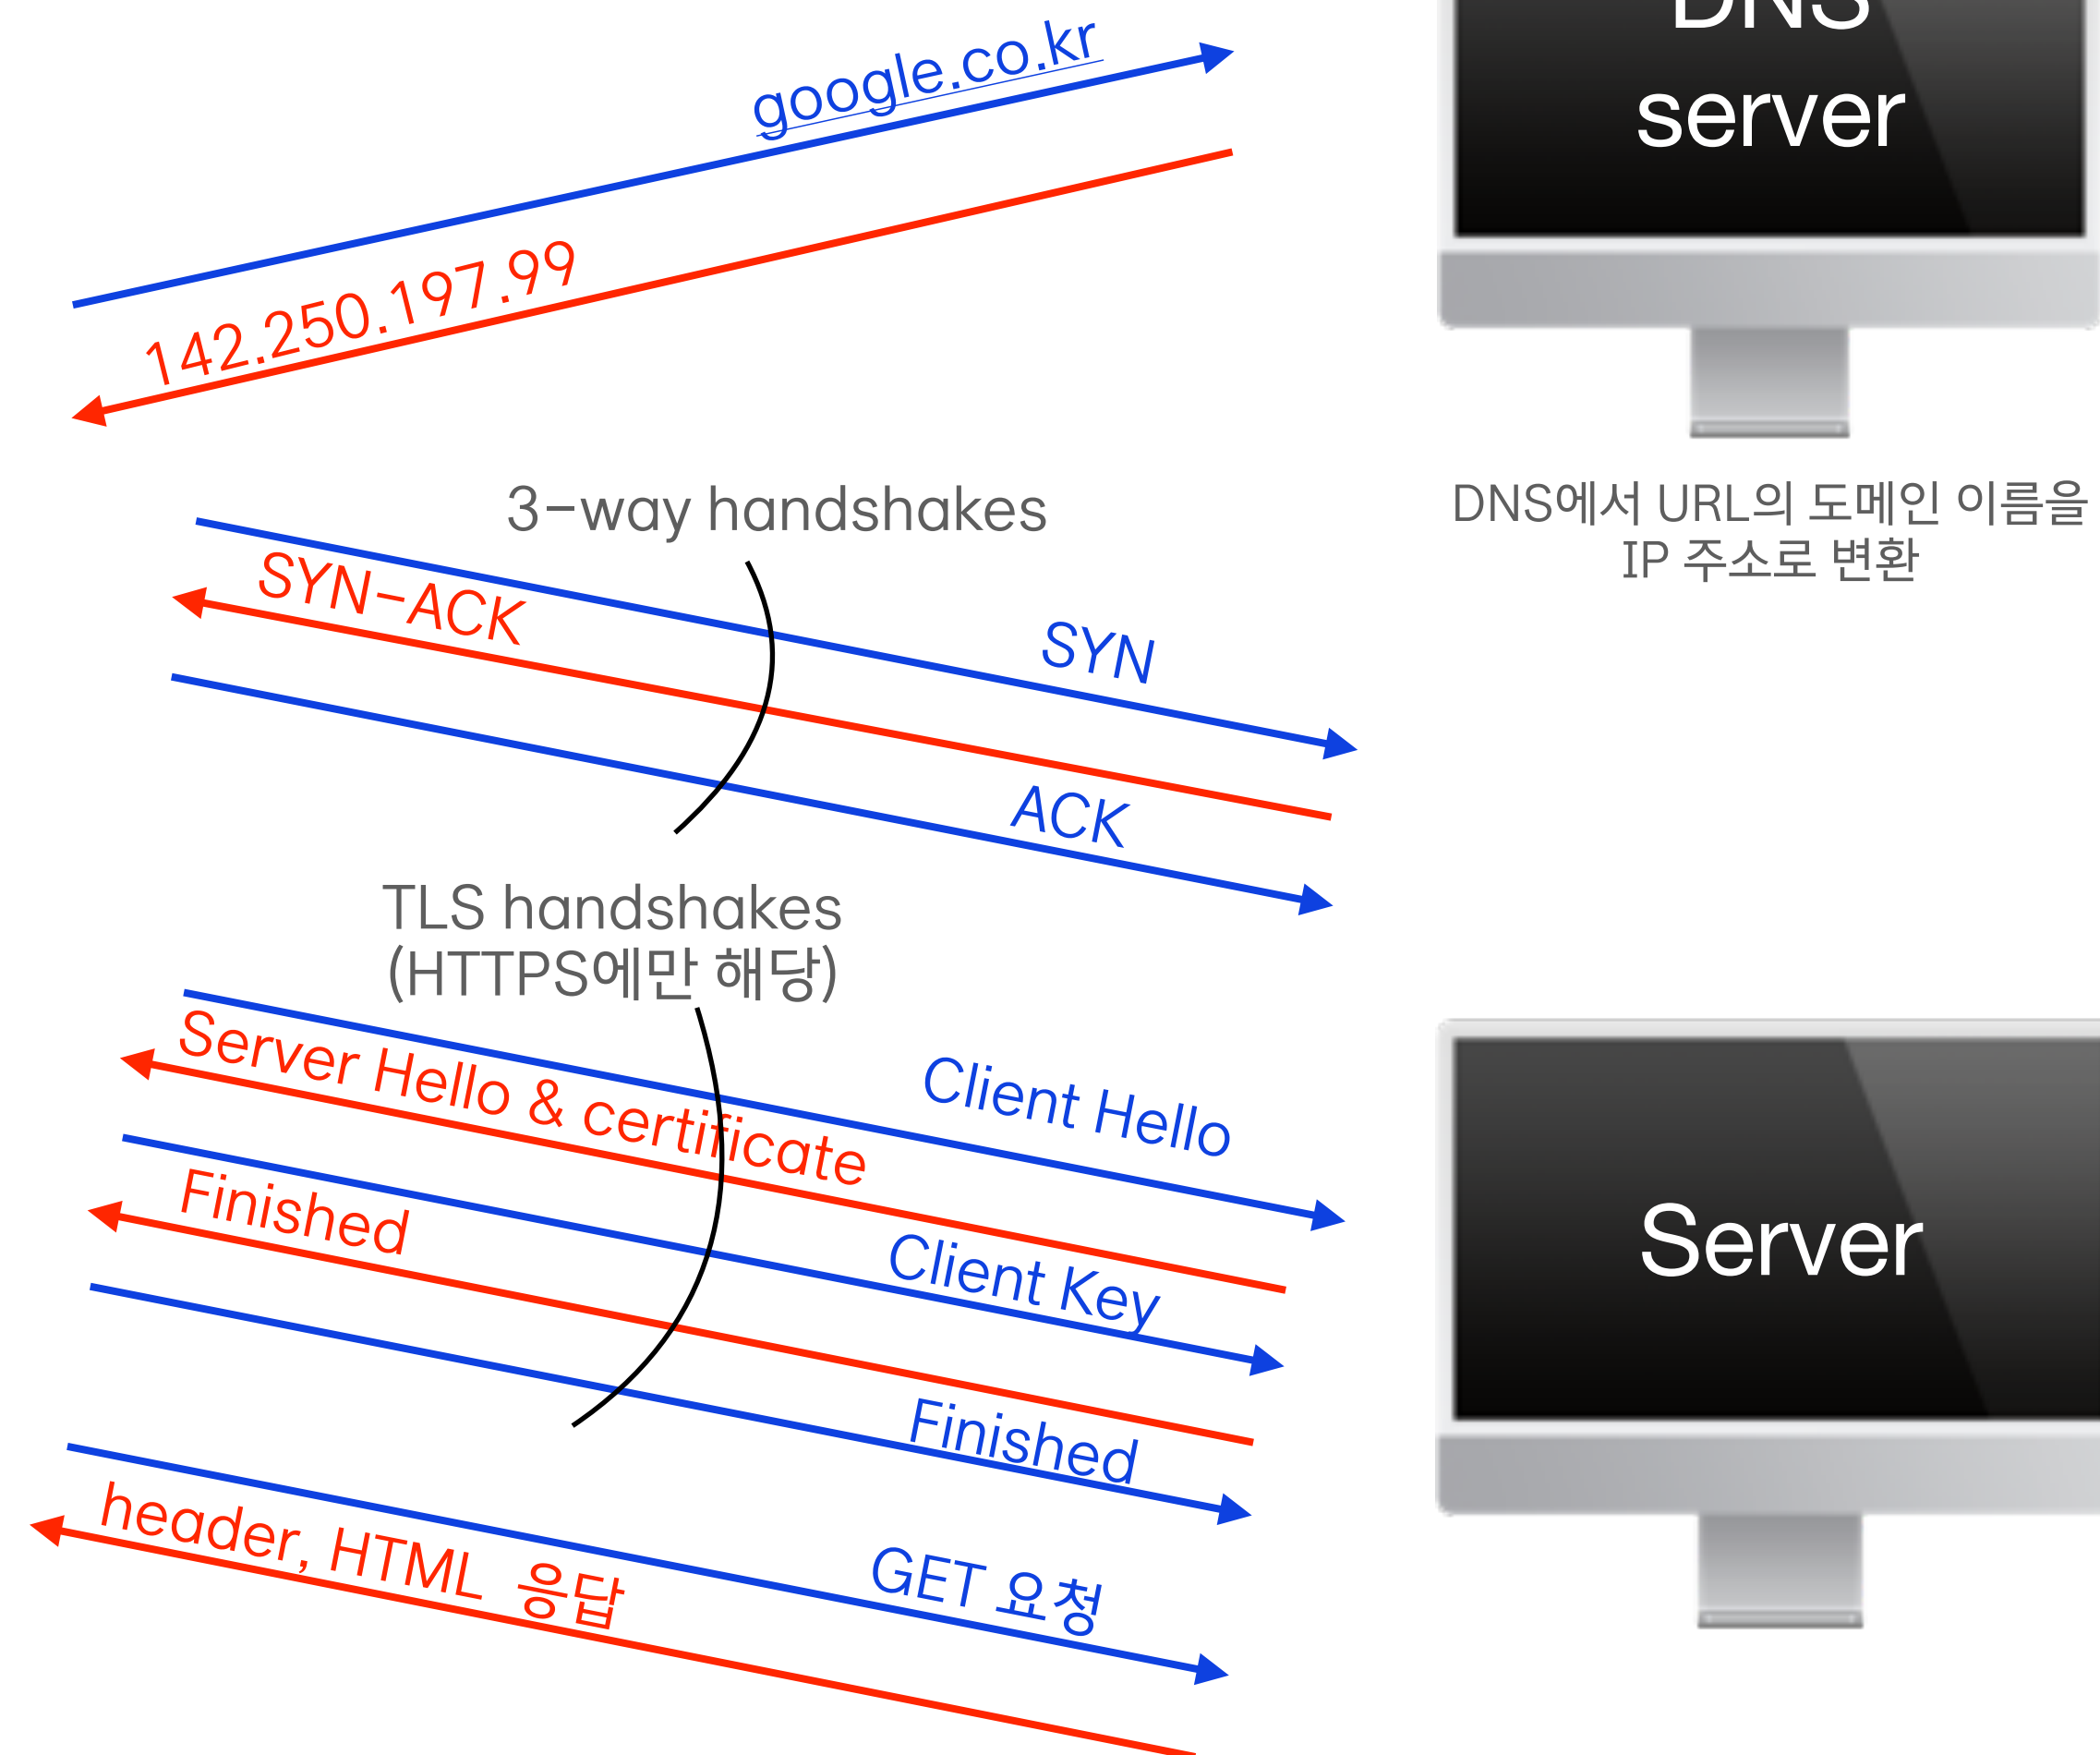 DNS
server
google.co.kr
142.250.197.99
DNS에서 URL의 도메인 이름을
IP 주소로 변환
3-way handshakes
SYN-ACK
SYN
ACK
TLS handshakes
(HTTPS에만 해당)
Server Hello & certificate
Client Hello
Finished
Client Key
Server
Finished
header, HTML 응답
GET 요청